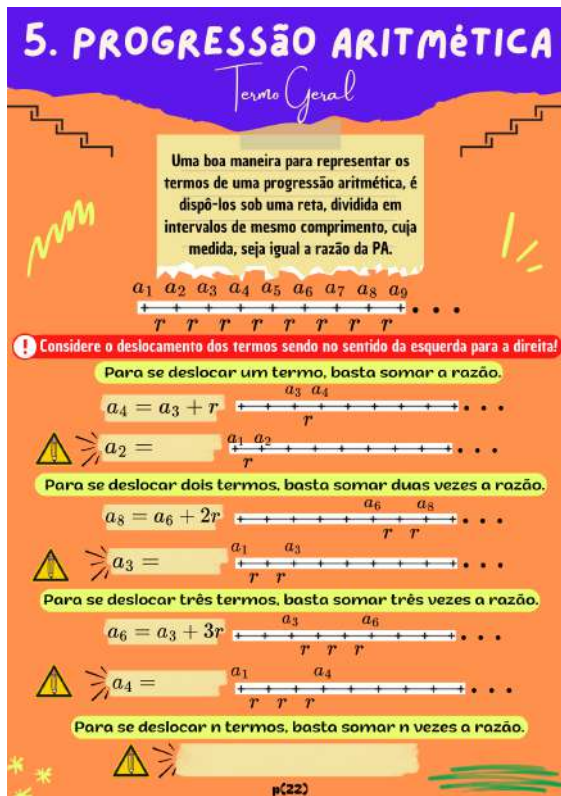 5. PROGRESSÃO ARITMÉTICA
Termo Geral
Uma boa maneira para representar os
termos de uma progressão aritmética, é
dispô-los sob uma reta, dividida em
intervalos de mesmo comprimento, cuja
medida, seja igual a razão da PA.
a₁ a₂ a₃ a₄ a₅ a₆ a₇ a₈ a₉
r r r r r r r r
! Considere o deslocamento dos termos sendo no sentido da esquerda para a direita!
Para se deslocar um termo, basta somar a razão.
a₃ a₄
a₄ = a₃ + r
r
a₁ a₂
a₂ =
r
Para se deslocar dois termos, basta somar duas vezes a razão.
a₆ a₈
a₈ = a₆ + 2r
r r
a₁ a₃
a₃ =
r r
Para se deslocar três termos, basta somar três vezes a razão.
a₃ a₆
a₆ = a₃ + 3r
r r r
a₁ a₄
a₄ =
r r r
Para se deslocar n termos, basta somar n vezes a razão.
p(22)